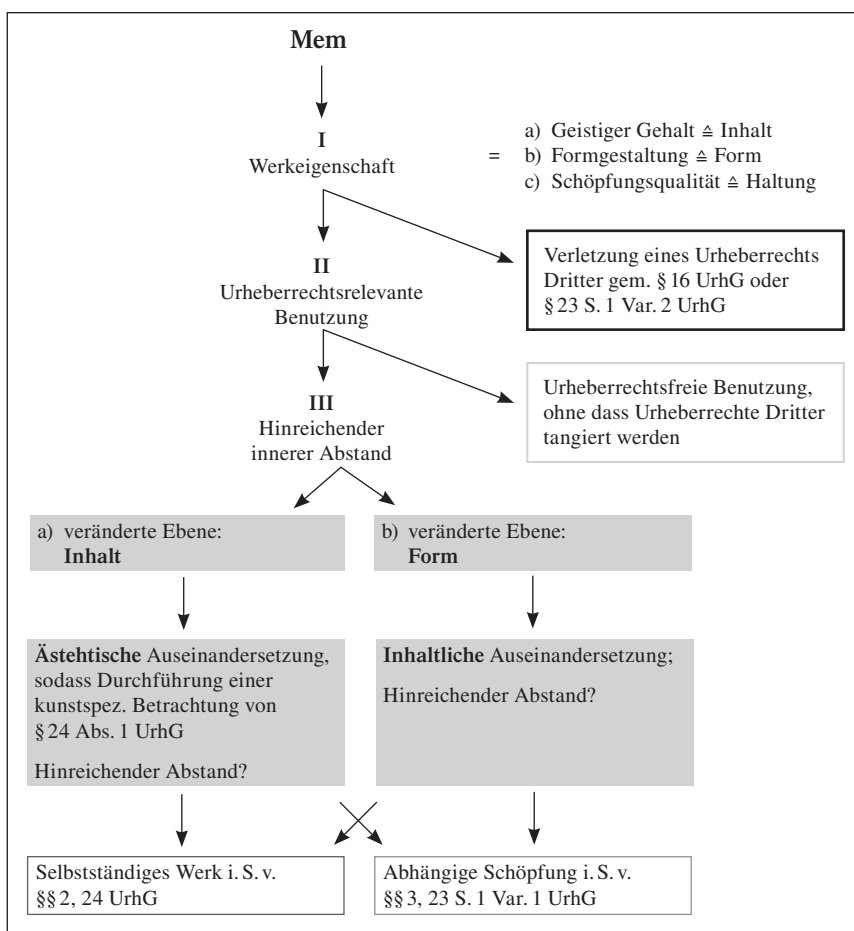 Mem
I
Werkeigenschaft
=
a) Geistiger Gehalt ≙ Inhalt
b) Formgestaltung ≙ Form
c) Schöpfungsqualität ≙ Haltung
Verletzung eines Urheberrechts
Dritter gem. § 16 UrhG oder
§ 23 S. 1 Var. 2 UrhG
II
Urheberrechtsrelevante
Benutzung
Urheberrechtsfreie Benutzung,
ohne dass Urheberrechte Dritter
tangiert werden
III
Hinreichender
innerer Abstand
a) veränderte Ebene:
Inhalt
b) veränderte Ebene:
Form
Ästehtische Auseinandersetzung,
sodass Durchführung einer
kunstspez. Betrachtung von
§ 24 Abs. 1 UrhG
Hinreichender Abstand?
Inhaltliche Auseinandersetzung;
Hinreichender Abstand?
Selbstständiges Werk i. S. v.
§§ 2, 24 UrhG
Abhängige Schöpfung i. S. v.
§§ 3, 23 S. 1 Var. 1 UrhG